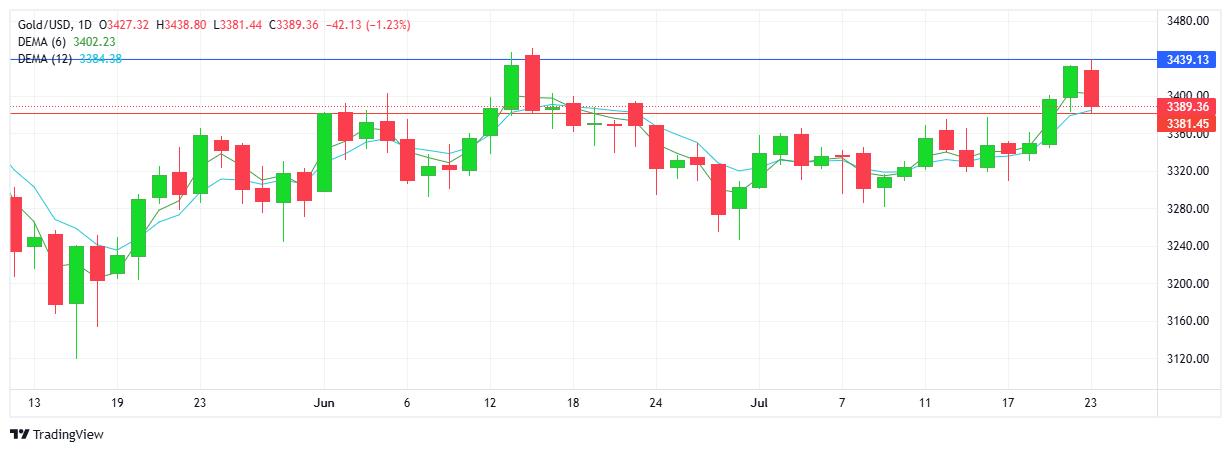 Gold/USD, 1D O3427.32 H3438.80 L3381.44 C3389.36 −42.13 (−1.23%)
DEMA (6) 3402.23
DEMA (12) 3384.38
3480.00
3439.13
3400.00
3389.36
3381.45
3360.00
3320.00
3280.00
3240.00
3200.00
3160.00
3120.00
13 19 23 Jun 6 12 18 24 Jul 7 11 17 23
TradingView